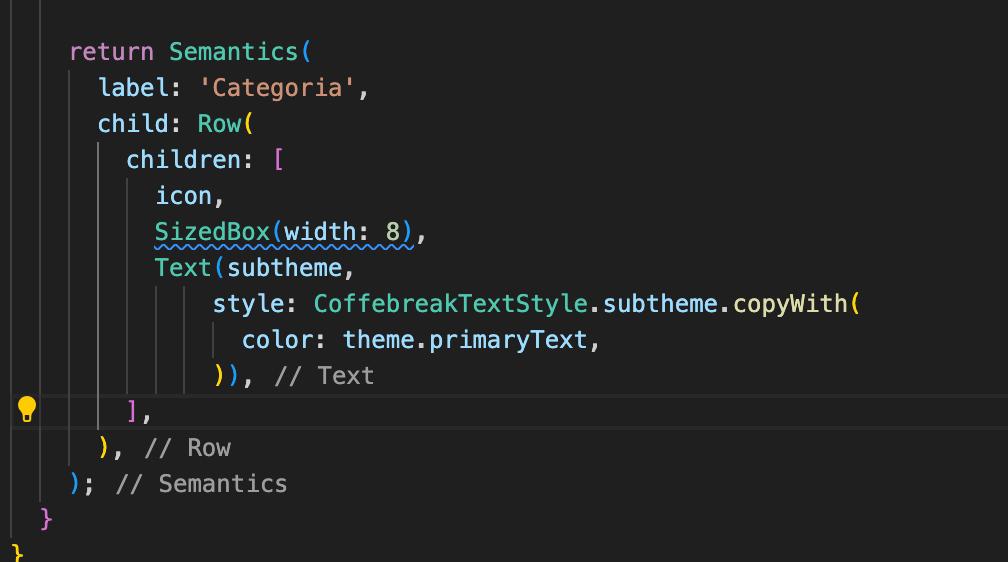 return Semantics(
label: 'Categoria',
child: Row(
children: [
icon,
SizedBox(width: 8),
Text(subtheme,
style: CoffebreakTextStyle.subtheme.copyWith(
color: theme.primaryText,
)), // Text
],
), // Row
); // Semantics
}
}